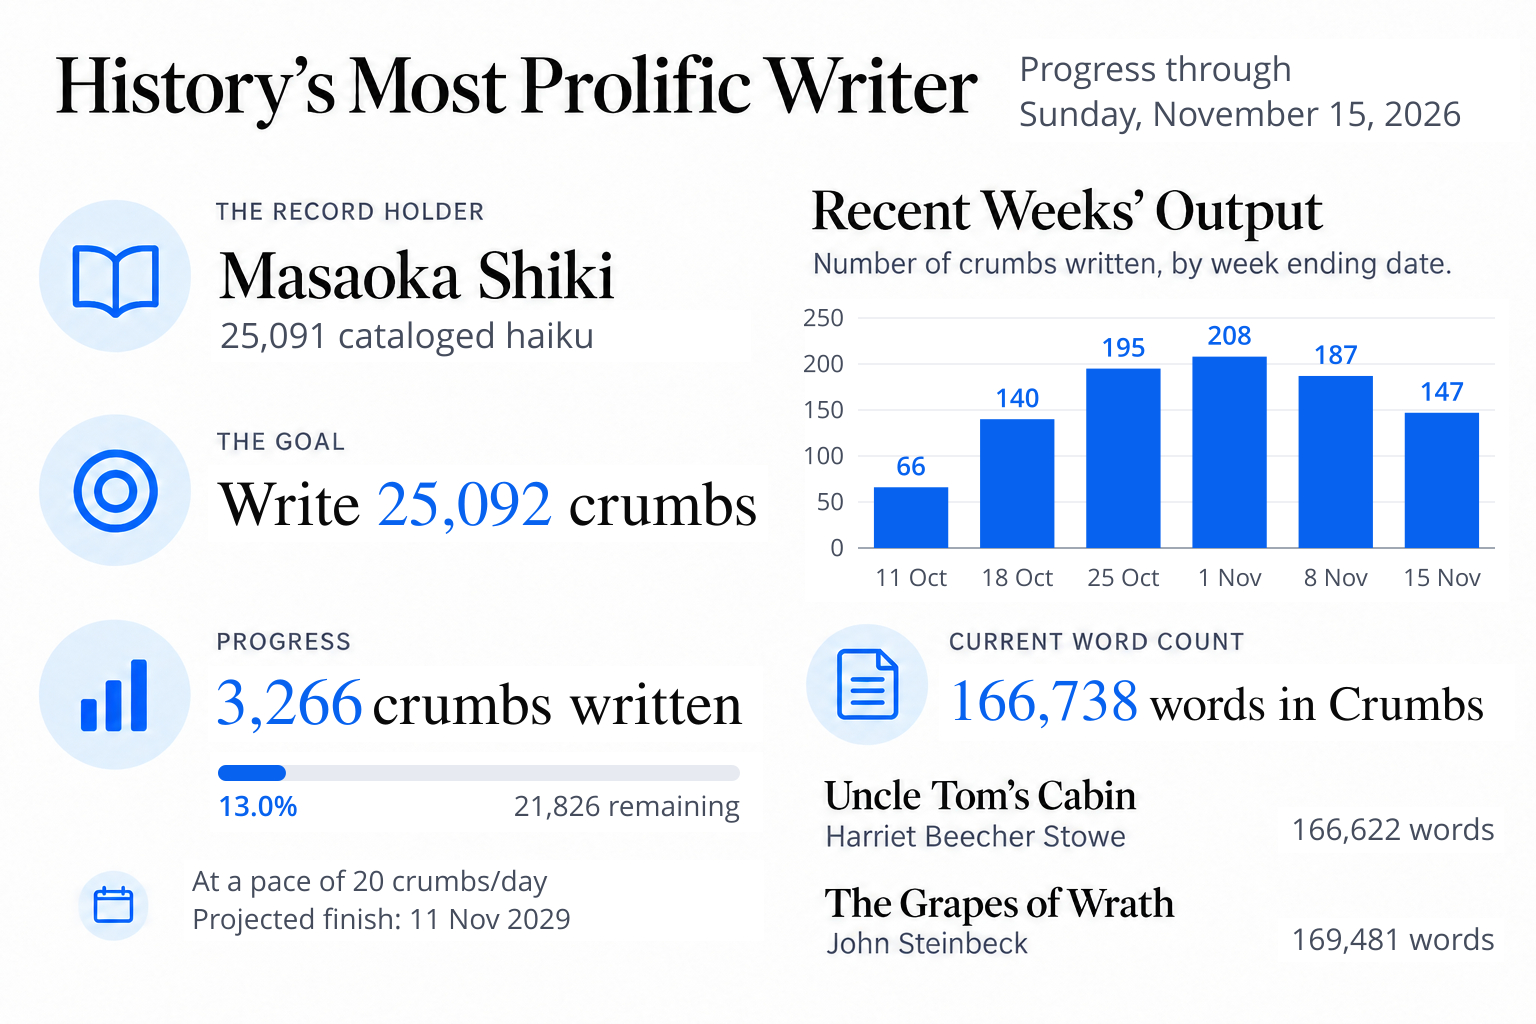 History’s Most Prolific Writer
Progress through
Sunday, November 15, 2026
THE RECORD HOLDER
Masaoka Shiki
25,091 cataloged haiku
THE GOAL
Write 25,092 crumbs
PROGRESS
3,266 crumbs written
13.0%
21,826 remaining
At a pace of 20 crumbs/day
Projected finish: 11 Nov 2029
Recent Weeks’ Output
Number of crumbs written, by week ending date.
250
200
150
100
50
0
66
140
195
208
187
147
11 Oct
18 Oct
25 Oct
1 Nov
8 Nov
15 Nov
CURRENT WORD COUNT
166,738 words in Crumbs
Uncle Tom’s Cabin
Harriet Beecher Stowe
166,622 words
The Grapes of Wrath
John Steinbeck
169,481 words